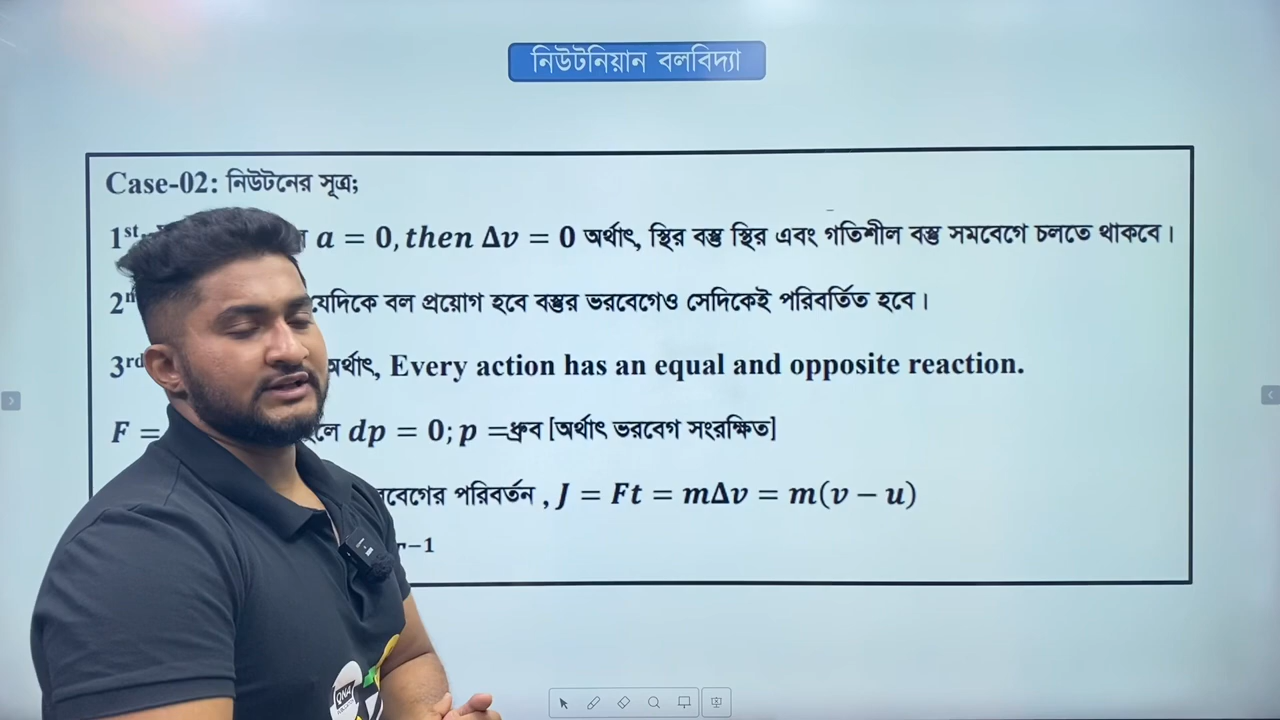 নিউটনিয়ান বলবিদ্যা
Case-02: নিউটনের সূত্র;
1st a = 0, then Δv = 0 অর্থাৎ, স্থির বস্তু স্থির এবং গতিশীল বস্তু সমবেগে চলতে থাকবে।
যেদিকে বল প্রয়োগ হবে বস্তুর ভরবেগেও সেদিকেই পরিবর্তিত হবে।
3rd অর্থাৎ, Every action has an equal and opposite reaction.
F = dp = 0; p =ধ্রুব [অর্থাৎ ভরবেগ সংরক্ষিত]
পরিবর্তন , J = Ft = mΔv = m(v − u)
QNA